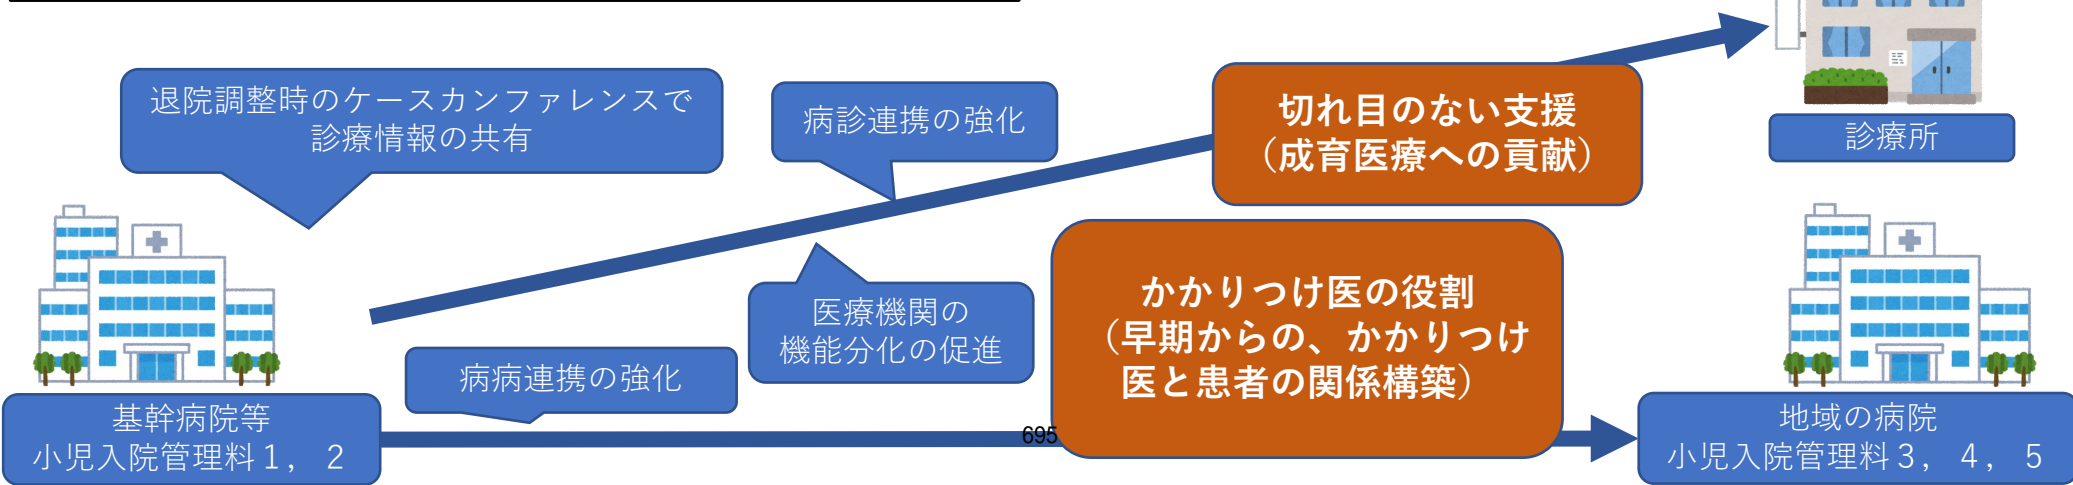 退院調整時のケースカンファレンスで
診療情報の共有
病診連携の強化
切れ目のない支援
（成育医療への貢献）
診療所
医療機関の
機能分化の促進
かかりつけ医の役割
（早期からの、かかりつけ
医と患者の関係構築）
病病連携の強化
基幹病院等
小児入院管理料１，２
695
地域の病院
小児入院管理料３，４，５